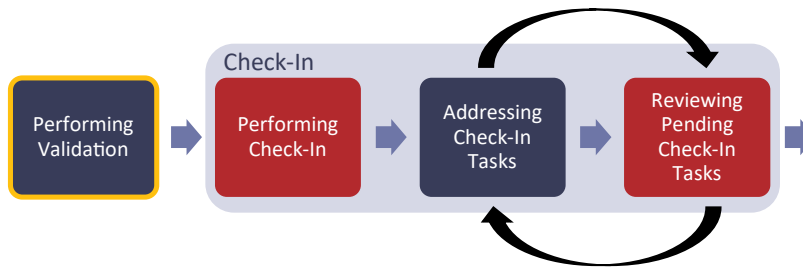 Check-In
Performing
Validation
Performing
Check-In
Addressing
Check-In
Tasks
Reviewing
Pending
Check-In
Tasks